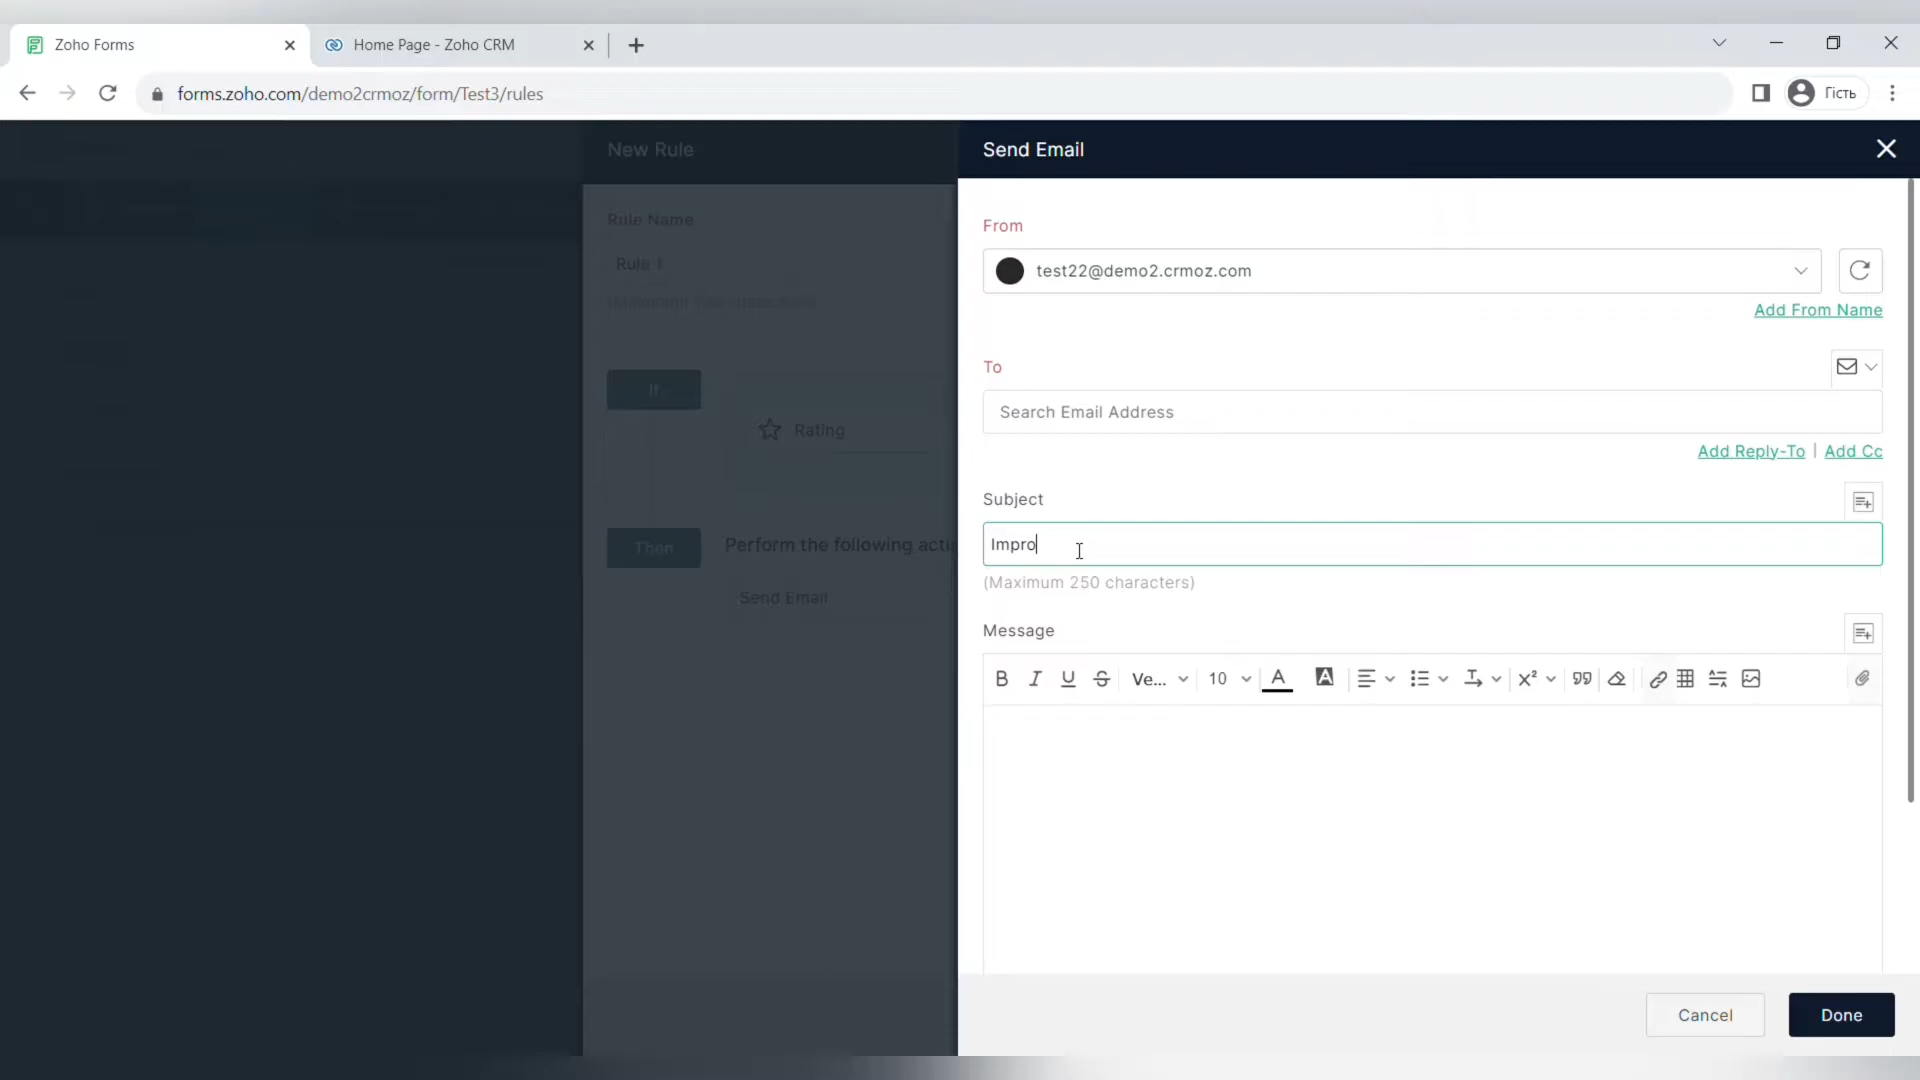 Zoho Forms
Home Page - Zoho CRM
forms.zoho.com/demo2crmoz/form/Test3/rules
Гість
New Rule
Send Email
Rule Name
Rule 1
From
test22@demo2.crmoz.com
Add From Name
If
Rating
To
Search Email Address
Add Reply-To | Add Cc
Subject
Impro
(Maximum 250 characters)
Then
Perform the following acti
Send Email
Message
B I U S Ve... 10 A A
Cancel
Done